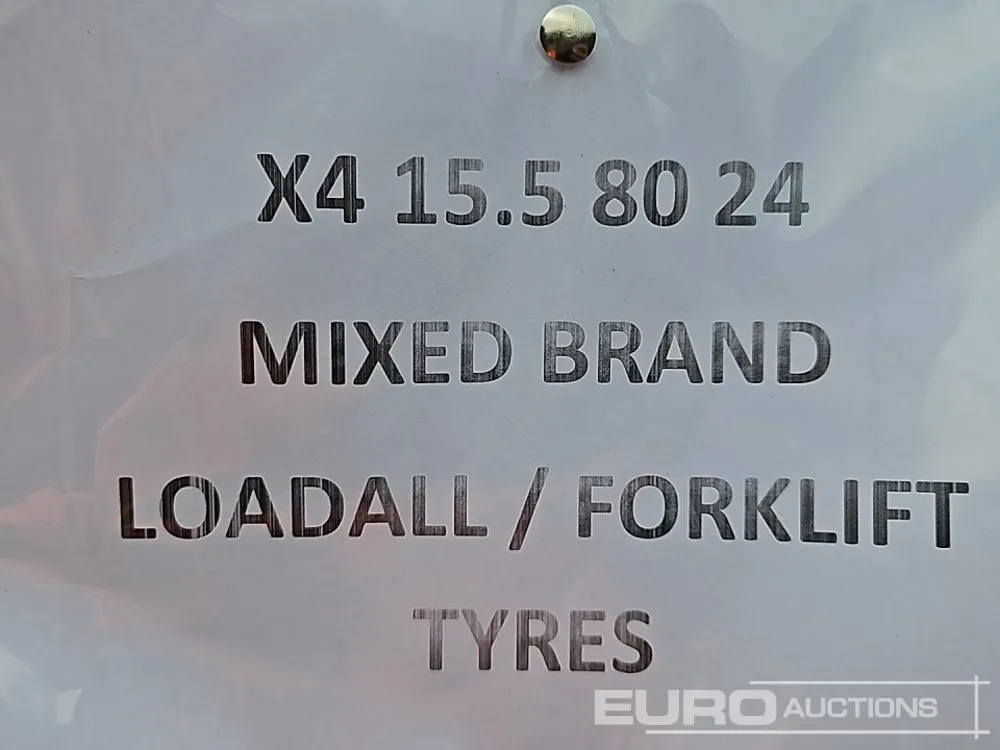 X4 15.5 80 24
MIXED BRAND
LOADALL / FORKLIFT
TYRES
EURO AUCTIONS